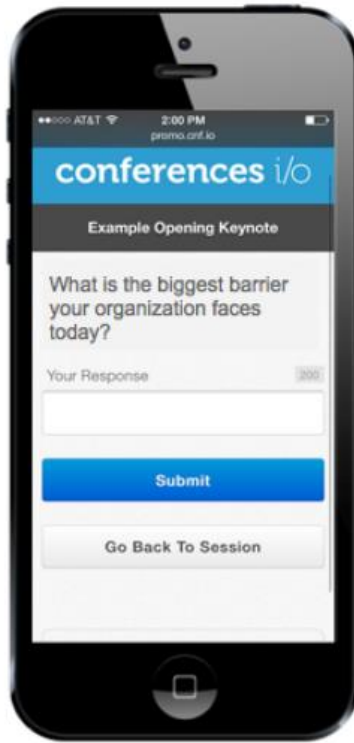 AT&T 2:00 PM
promo.cnf.io
conferences i/o
Example Opening Keynote
What is the biggest barrier
your organization faces
today?
Your Response 200
Submit
Go Back To Session